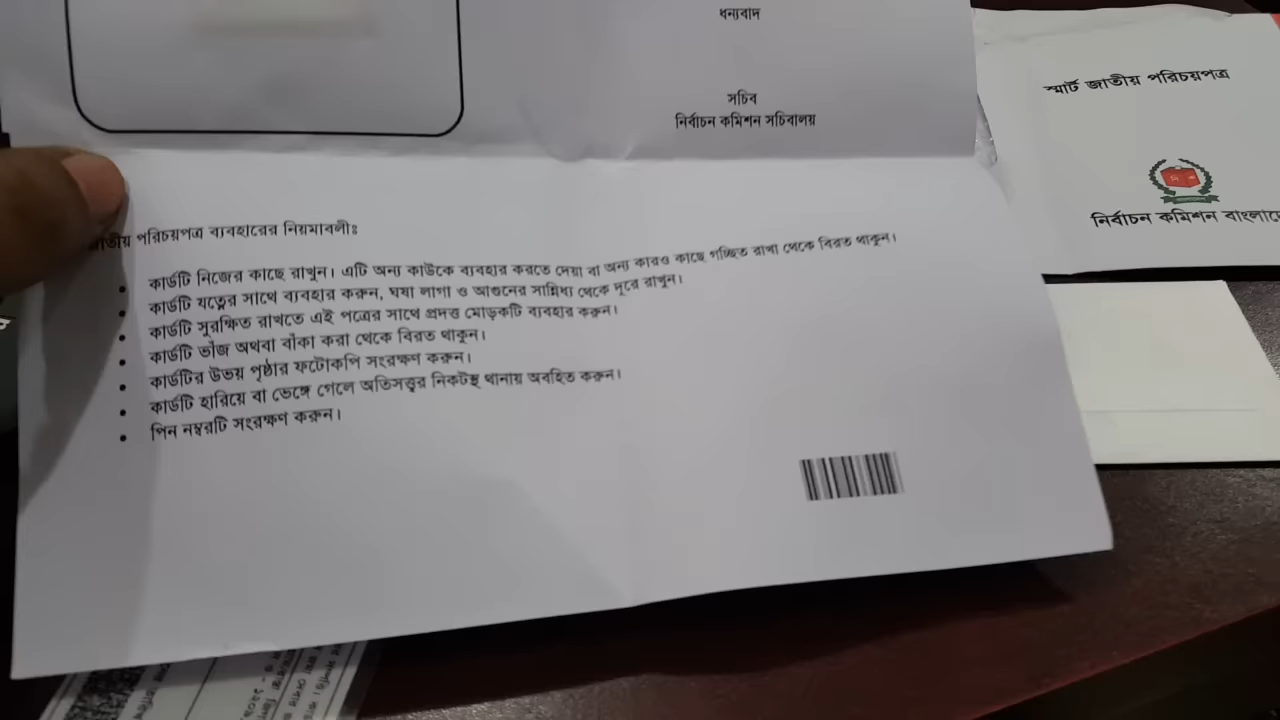 ধন্যবাদ
সচিব
নির্বাচন কমিশন সচিবালয়
জাতীয় পরিচয়পত্র ব্যবহারের নিয়মাবলীঃ
• কার্ডটি নিজের কাছে রাখুন। এটি অন্য কাউকে ব্যবহার করতে দেয়া বা অন্য কারও কাছে গচ্ছিত রাখা থেকে বিরত থাকুন।
• কার্ডটি যত্নের সাথে ব্যবহার করুন, ঘষা লাগা ও আগুনের সান্নিধ্য থেকে দূরে রাখুন।
• কার্ডটি সুরক্ষিত রাখতে এই পত্রের সাথে প্রদত্ত মোড়কটি ব্যবহার করুন।
• কার্ডটি ভাঁজ অথবা বাঁকা করা থেকে বিরত থাকুন।
• কার্ডটির উভয় পৃষ্ঠার ফটোকপি সংরক্ষণ করুন।
• কার্ডটি হারিয়ে বা ভেঙ্গে গেলে অতিসত্ত্বর নিকটস্থ থানায় অবহিত করুন।
• পিন নম্বরটি সংরক্ষণ করুন।
স্মার্ট জাতীয় পরিচয়পত্র
নির্বাচন কমিশন